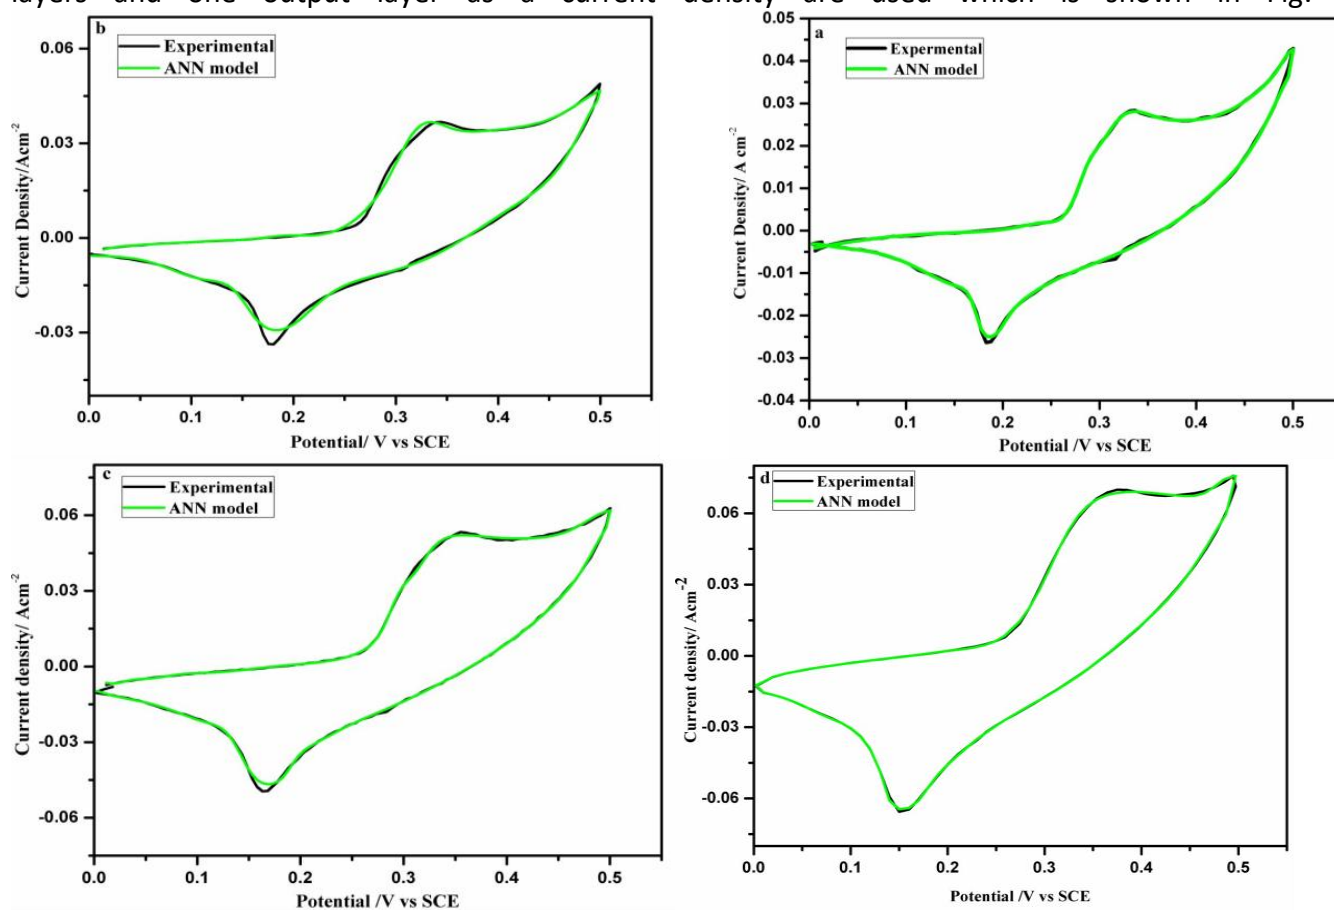 layers and one output layer as a current density are used which is shown in Fig.
b
Experimental
ANN model
0.06
0.03
0.00
-0.03
Current Density/Acm-2
0.0 0.1 0.2 0.3 0.4 0.5
Potential/ V vs SCE
a
Expermental
ANN model
0.05
0.04
0.03
0.02
0.01
0.00
-0.01
-0.02
-0.03
-0.04
Current Density/ A cm-2
0.0 0.1 0.2 0.3 0.4 0.5
Potential /V vs SCE
c
Experimental
ANN model
0.06
0.03
0.00
-0.03
-0.06
Current density/ Acm-2
0.0 0.1 0.2 0.3 0.4 0.5
Potential /V vs SCE
d
Experimental
ANN model
0.06
0.03
0.00
-0.03
-0.06
Current density/ Acm-2
0.0 0.1 0.2 0.3 0.4 0.5
Potential /V vs SCE